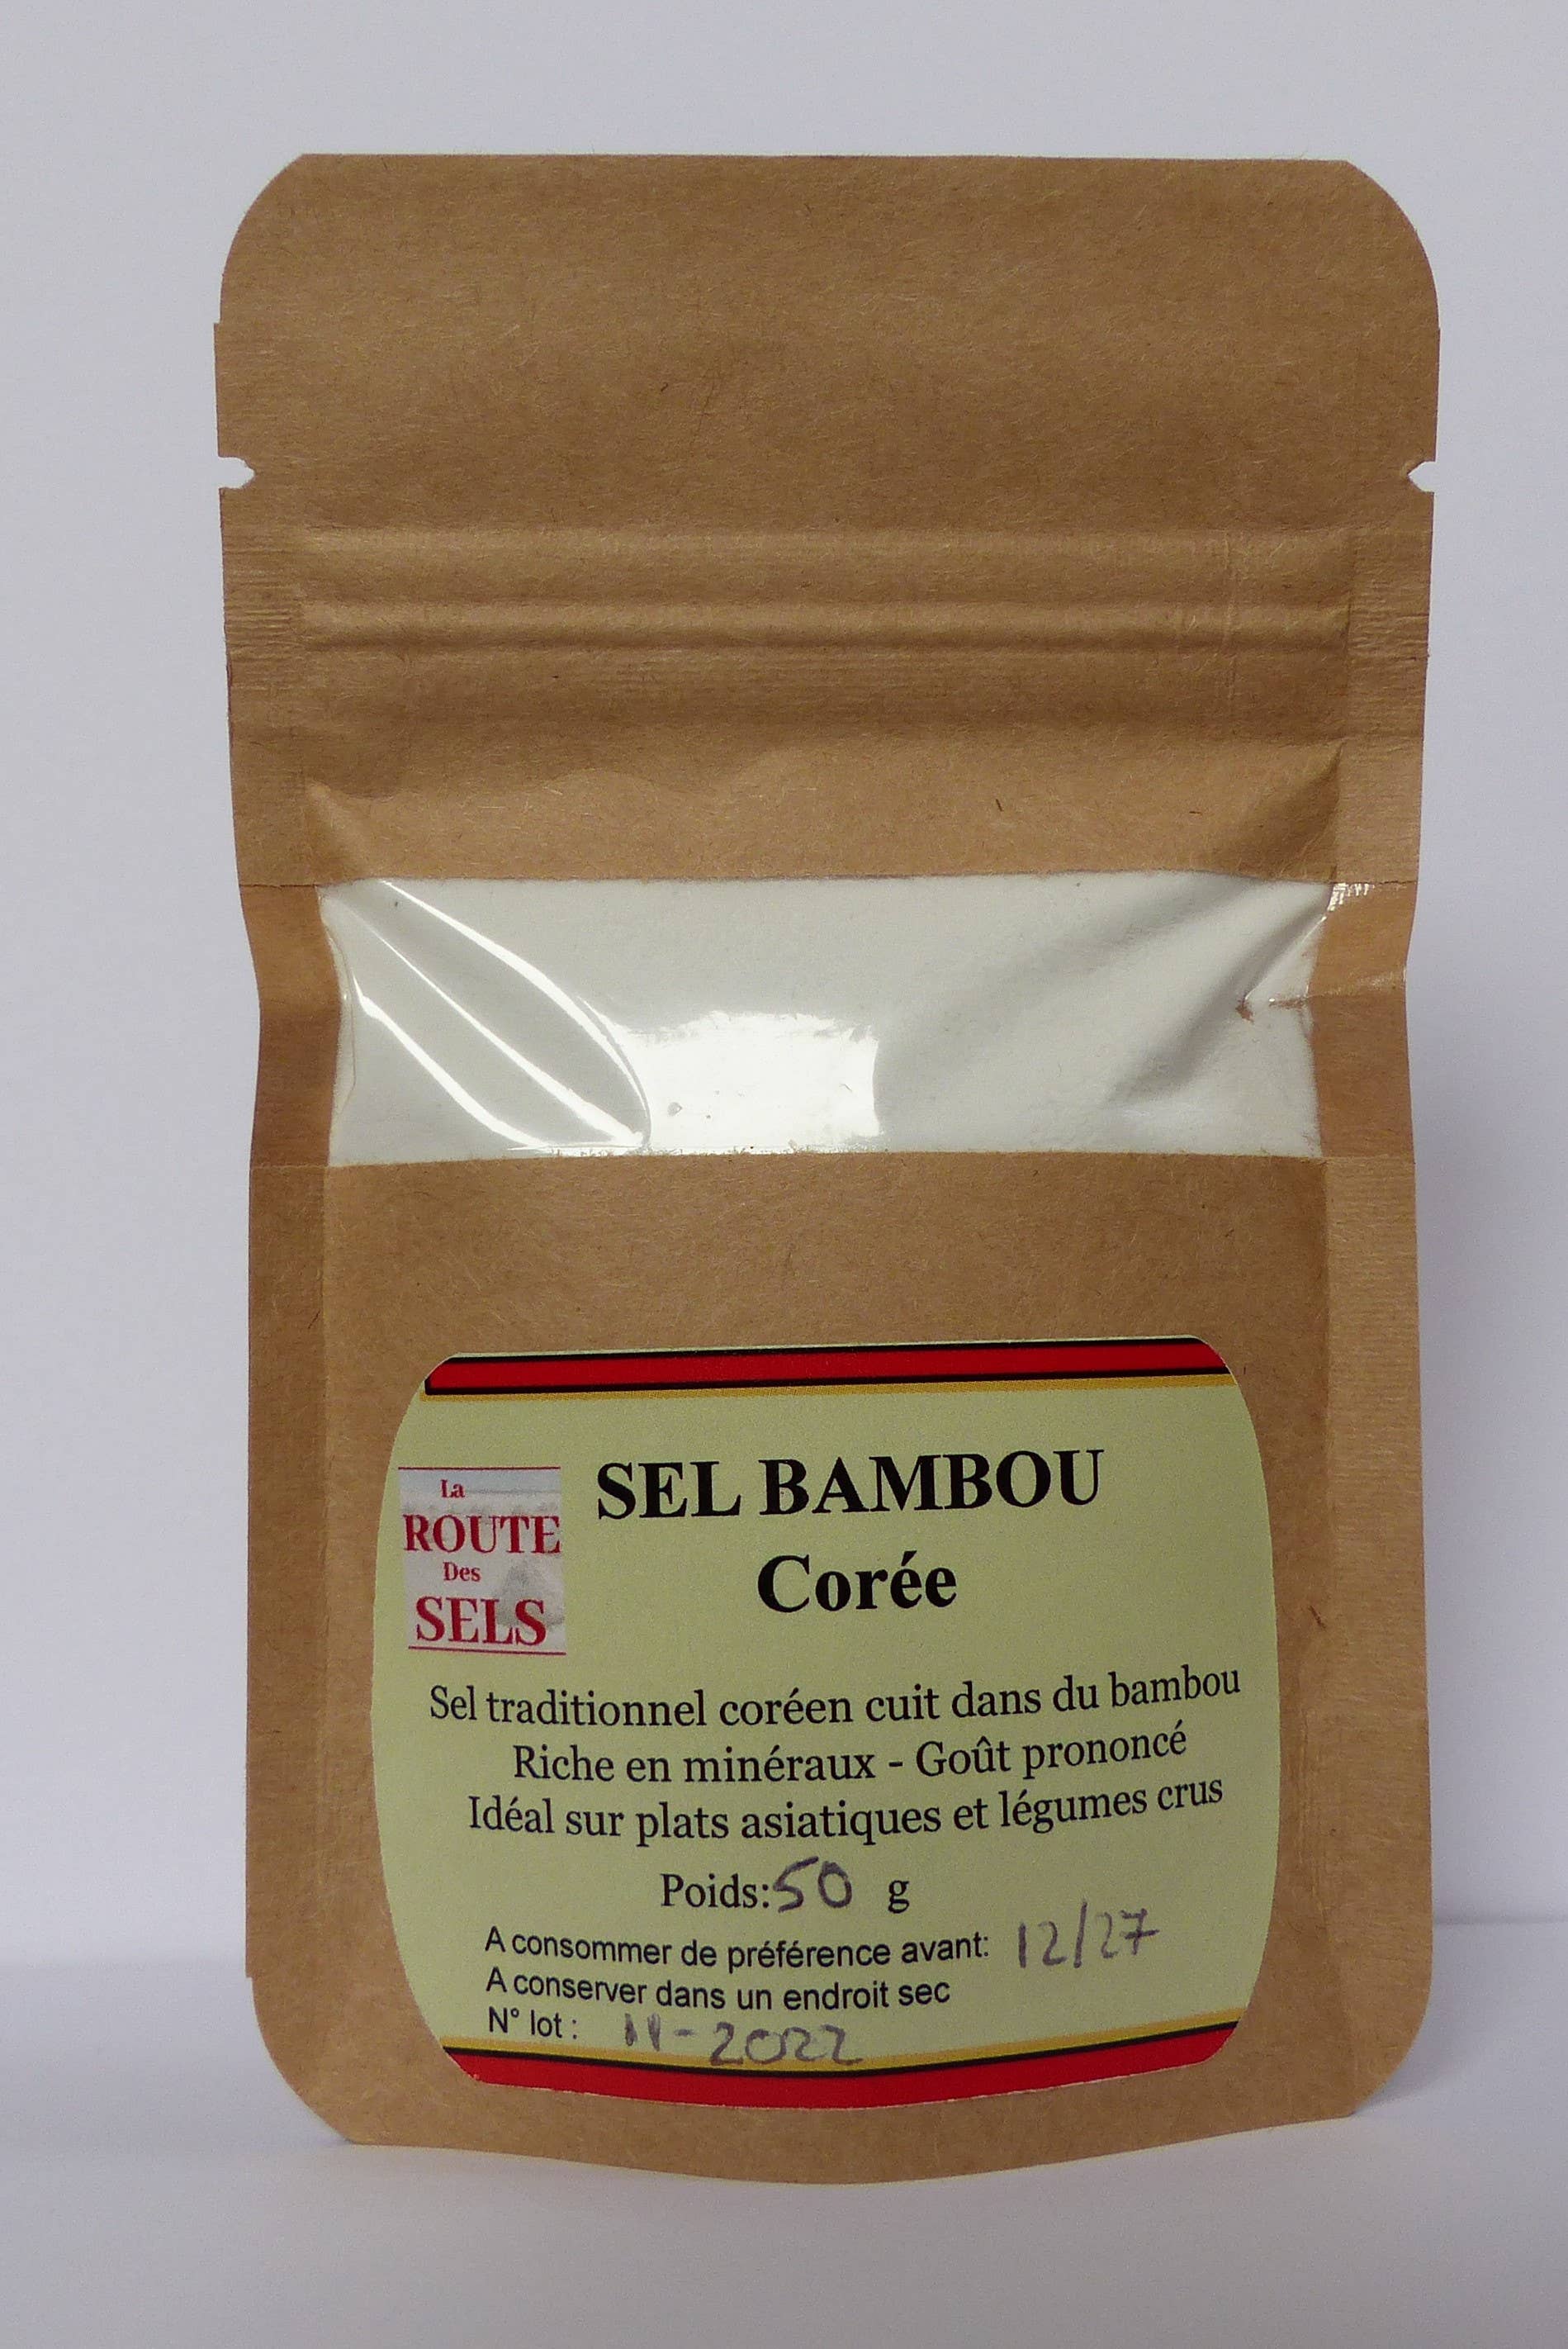 La
ROUTE
Des
SELS
SEL BAMBOU
Corée
Sel traditionnel coréen cuit dans du bambou
Riche en minéraux - Goût prononcé
Idéal sur plats asiatiques et légumes crus
Poids: 50 g
A consommer de préférence avant: 12/27
A conserver dans un endroit sec
N° lot : 11-2022